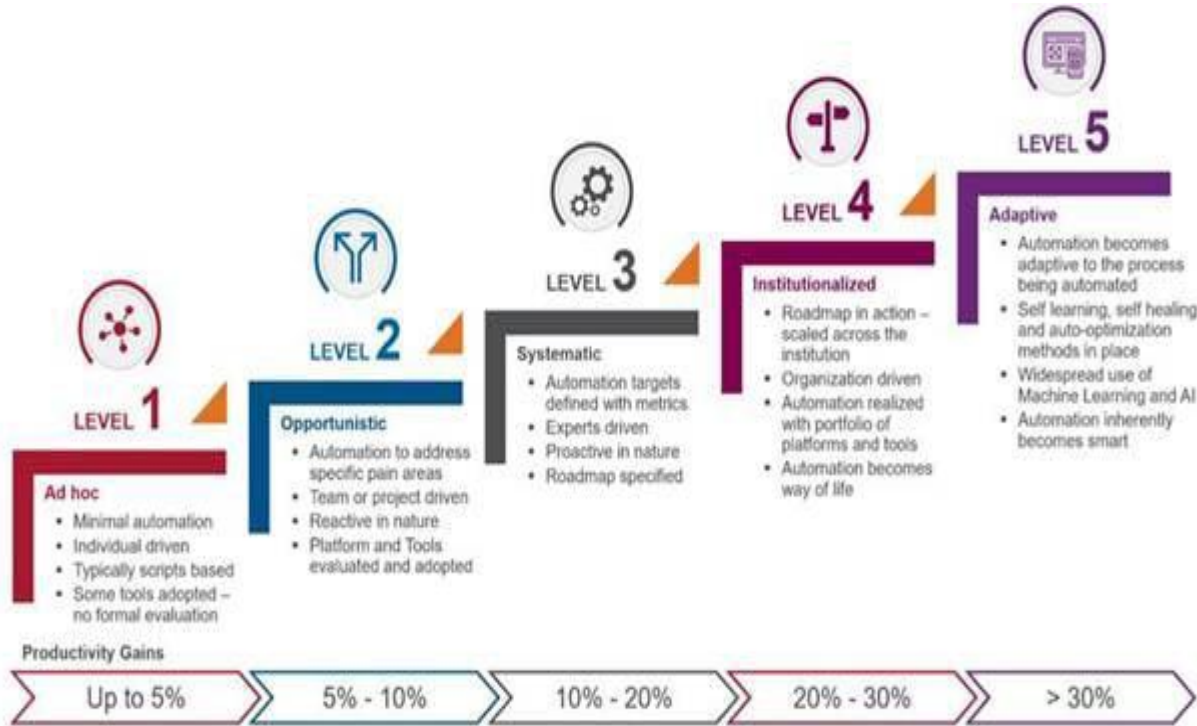 LEVEL 1
Ad hoc
• Minimal automation
• Individual driven
• Typically scripts based
• Some tools adopted –
no formal evaluation
LEVEL 2
Opportunistic
• Automation to address
specific pain areas
• Team or project driven
• Reactive in nature
• Platform and Tools
evaluated and adopted
LEVEL 3
Systematic
• Automation targets
defined with metrics
• Experts driven
• Proactive in nature
• Roadmap specified
LEVEL 4
Institutionalized
• Roadmap in action –
scaled across the
institution
• Organization driven
• Automation realized
with portfolio of
platforms and tools
• Automation becomes
way of life
LEVEL 5
Adaptive
• Automation becomes
adaptive to the process
being automated
• Self learning, self healing
and auto-optimization
methods in place
• Widespread use of
Machine Learning and AI
• Automation inherently
becomes smart
Productivity Gains
Up to 5%
5% - 10%
10% - 20%
20% - 30%
> 30%